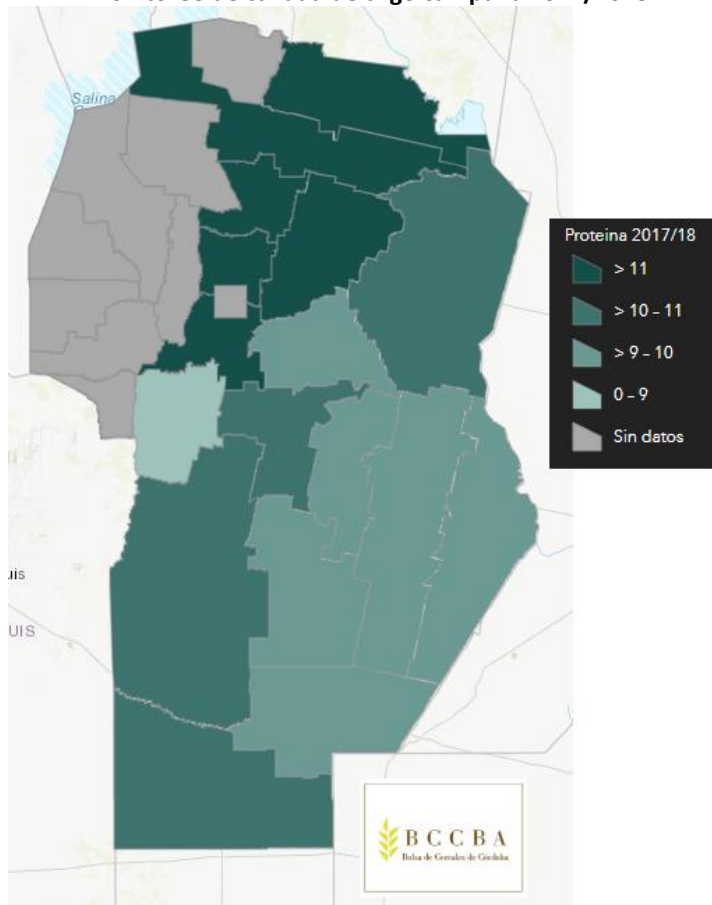 Salina
Proteina 2017/18
> 11
> 10 – 11
> 9 – 10
0 – 9
Sin datos
UIS
BCCBA
Bolsa de Cereales de Córdoba